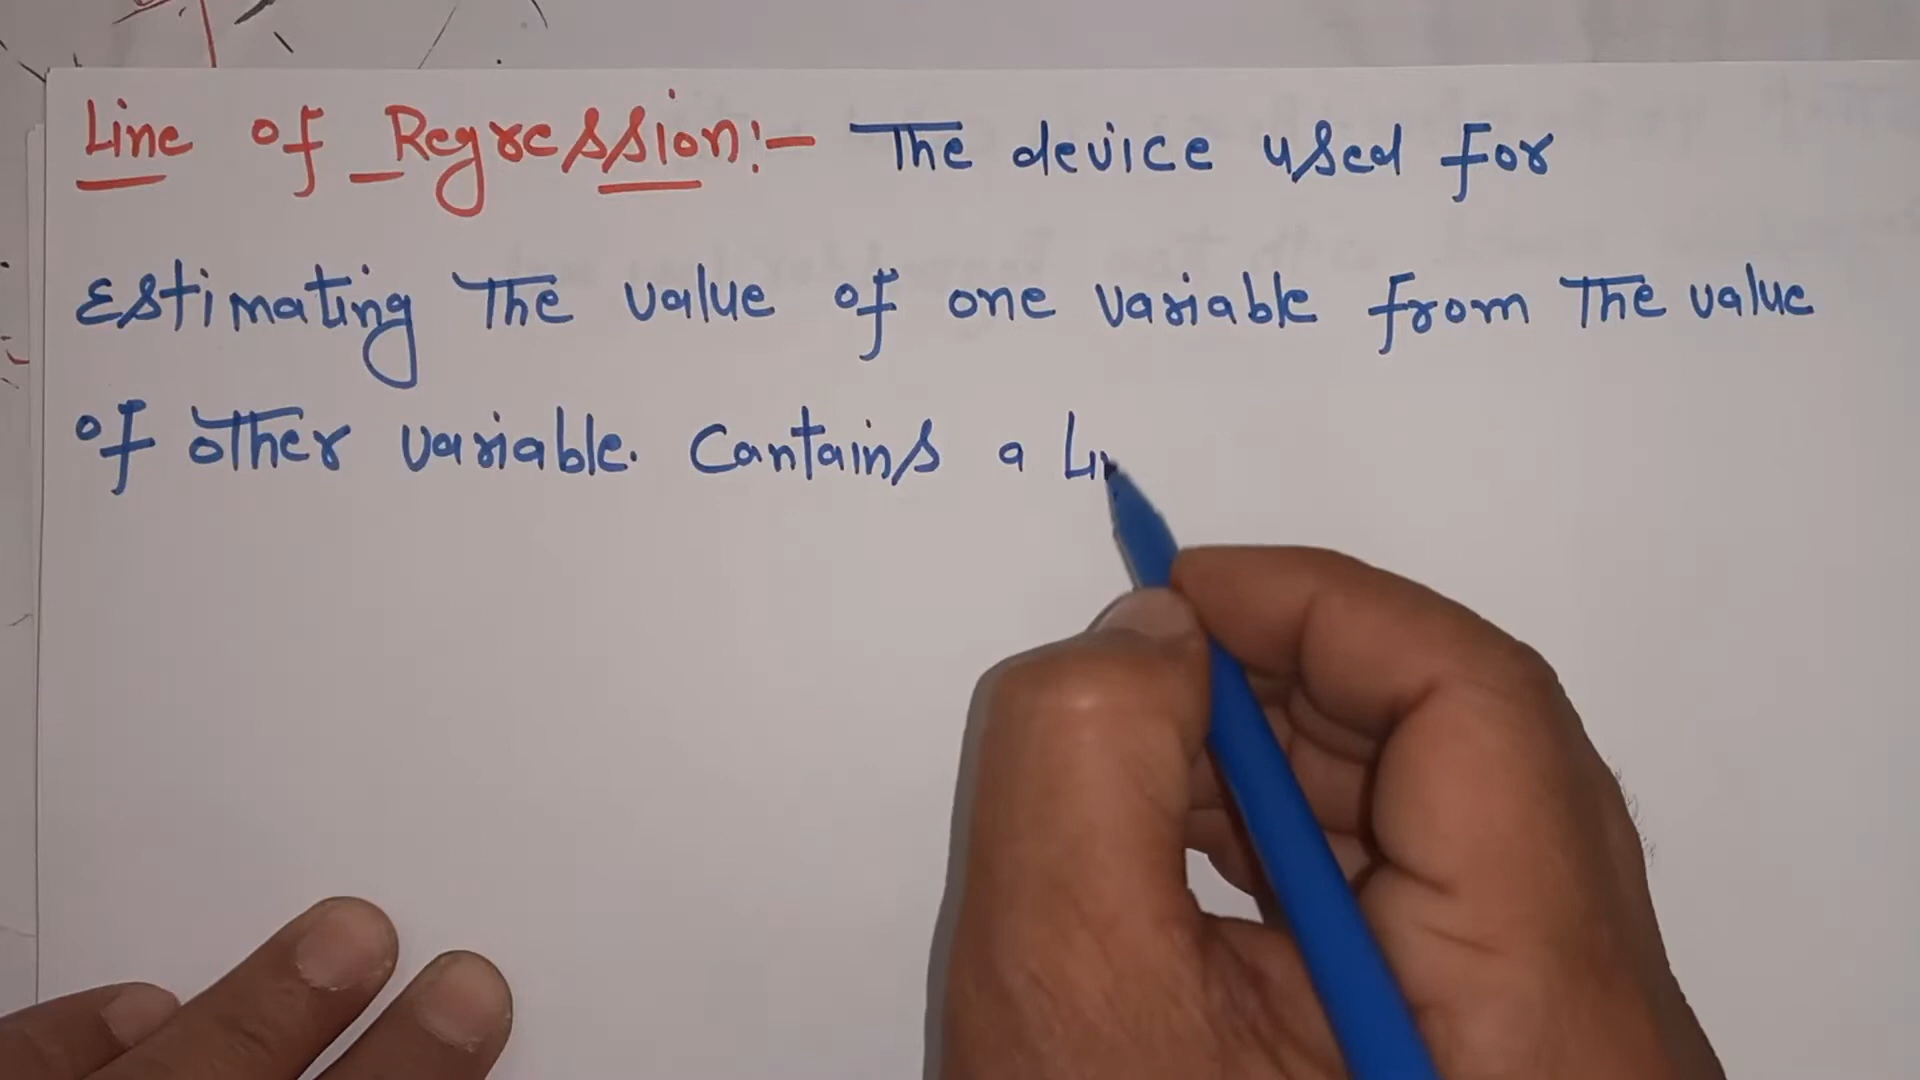 Line of Regression:- The device used for
Estimating The value of one variable from The value
of other variable. Contains a